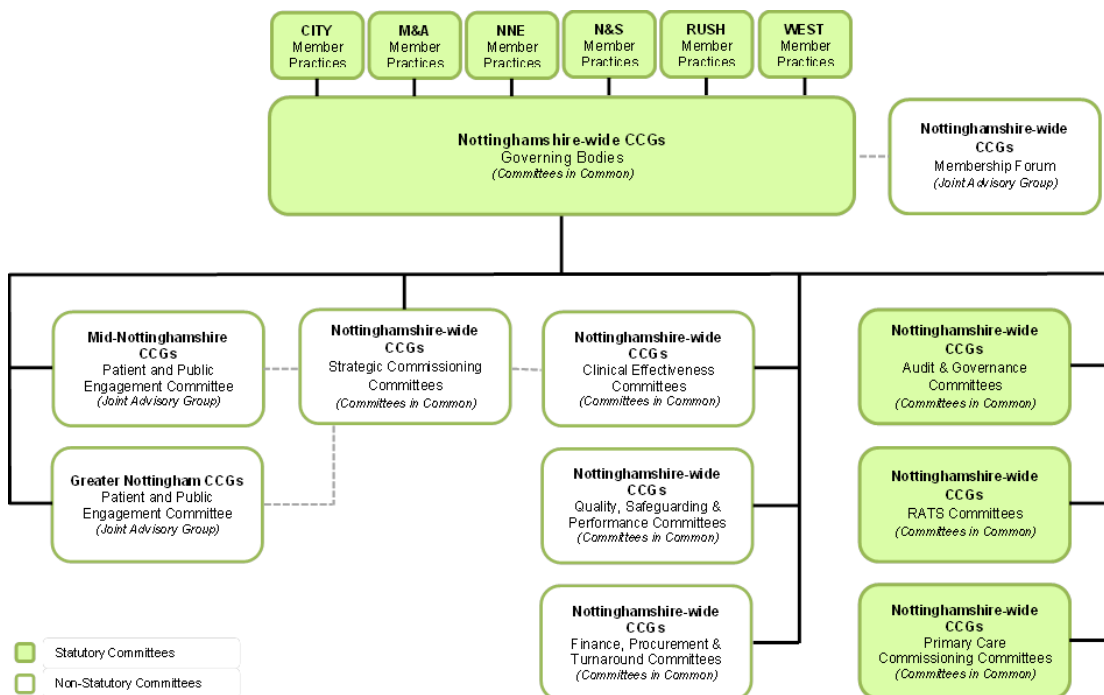 CITY
Member
Practices
M&A
Member
Practices
NNE
Member
Practices
N&S
Member
Practices
RUSH
Member
Practices
WEST
Member
Practices
Nottinghamshire-wide CCGs
Governing Bodies
(Committees in Common)
Nottinghamshire-wide
CCGs
Membership Forum
(Joint Advisory Group)
Mid-Nottinghamshire
CCGs
Patient and Public
Engagement Committee
(Joint Advisory Group)
Nottinghamshire-wide
CCGs
Strategic Commissioning
Committees
(Committees in Common)
Nottinghamshire-wide
CCGs
Clinical Effectiveness
Committees
(Committees in Common)
Nottinghamshire-wide
CCGs
Audit & Governance
Committees
(Committees in Common)
Greater Nottingham CCGs
Patient and Public
Engagement Committee
(Joint Advisory Group)
Nottinghamshire-wide
CCGs
Quality, Safeguarding &
Performance Committees
(Committees in Common)
Nottinghamshire-wide
CCGs
RATS Committees
(Committees in Common)
Nottinghamshire-wide
CCGs
Finance, Procurement &
Turnaround Committees
(Committees in Common)
Nottinghamshire-wide
CCGs
Primary Care
Commissioning Committees
(Committees in Common)
Statutory Committees
Non-Statutory Committees